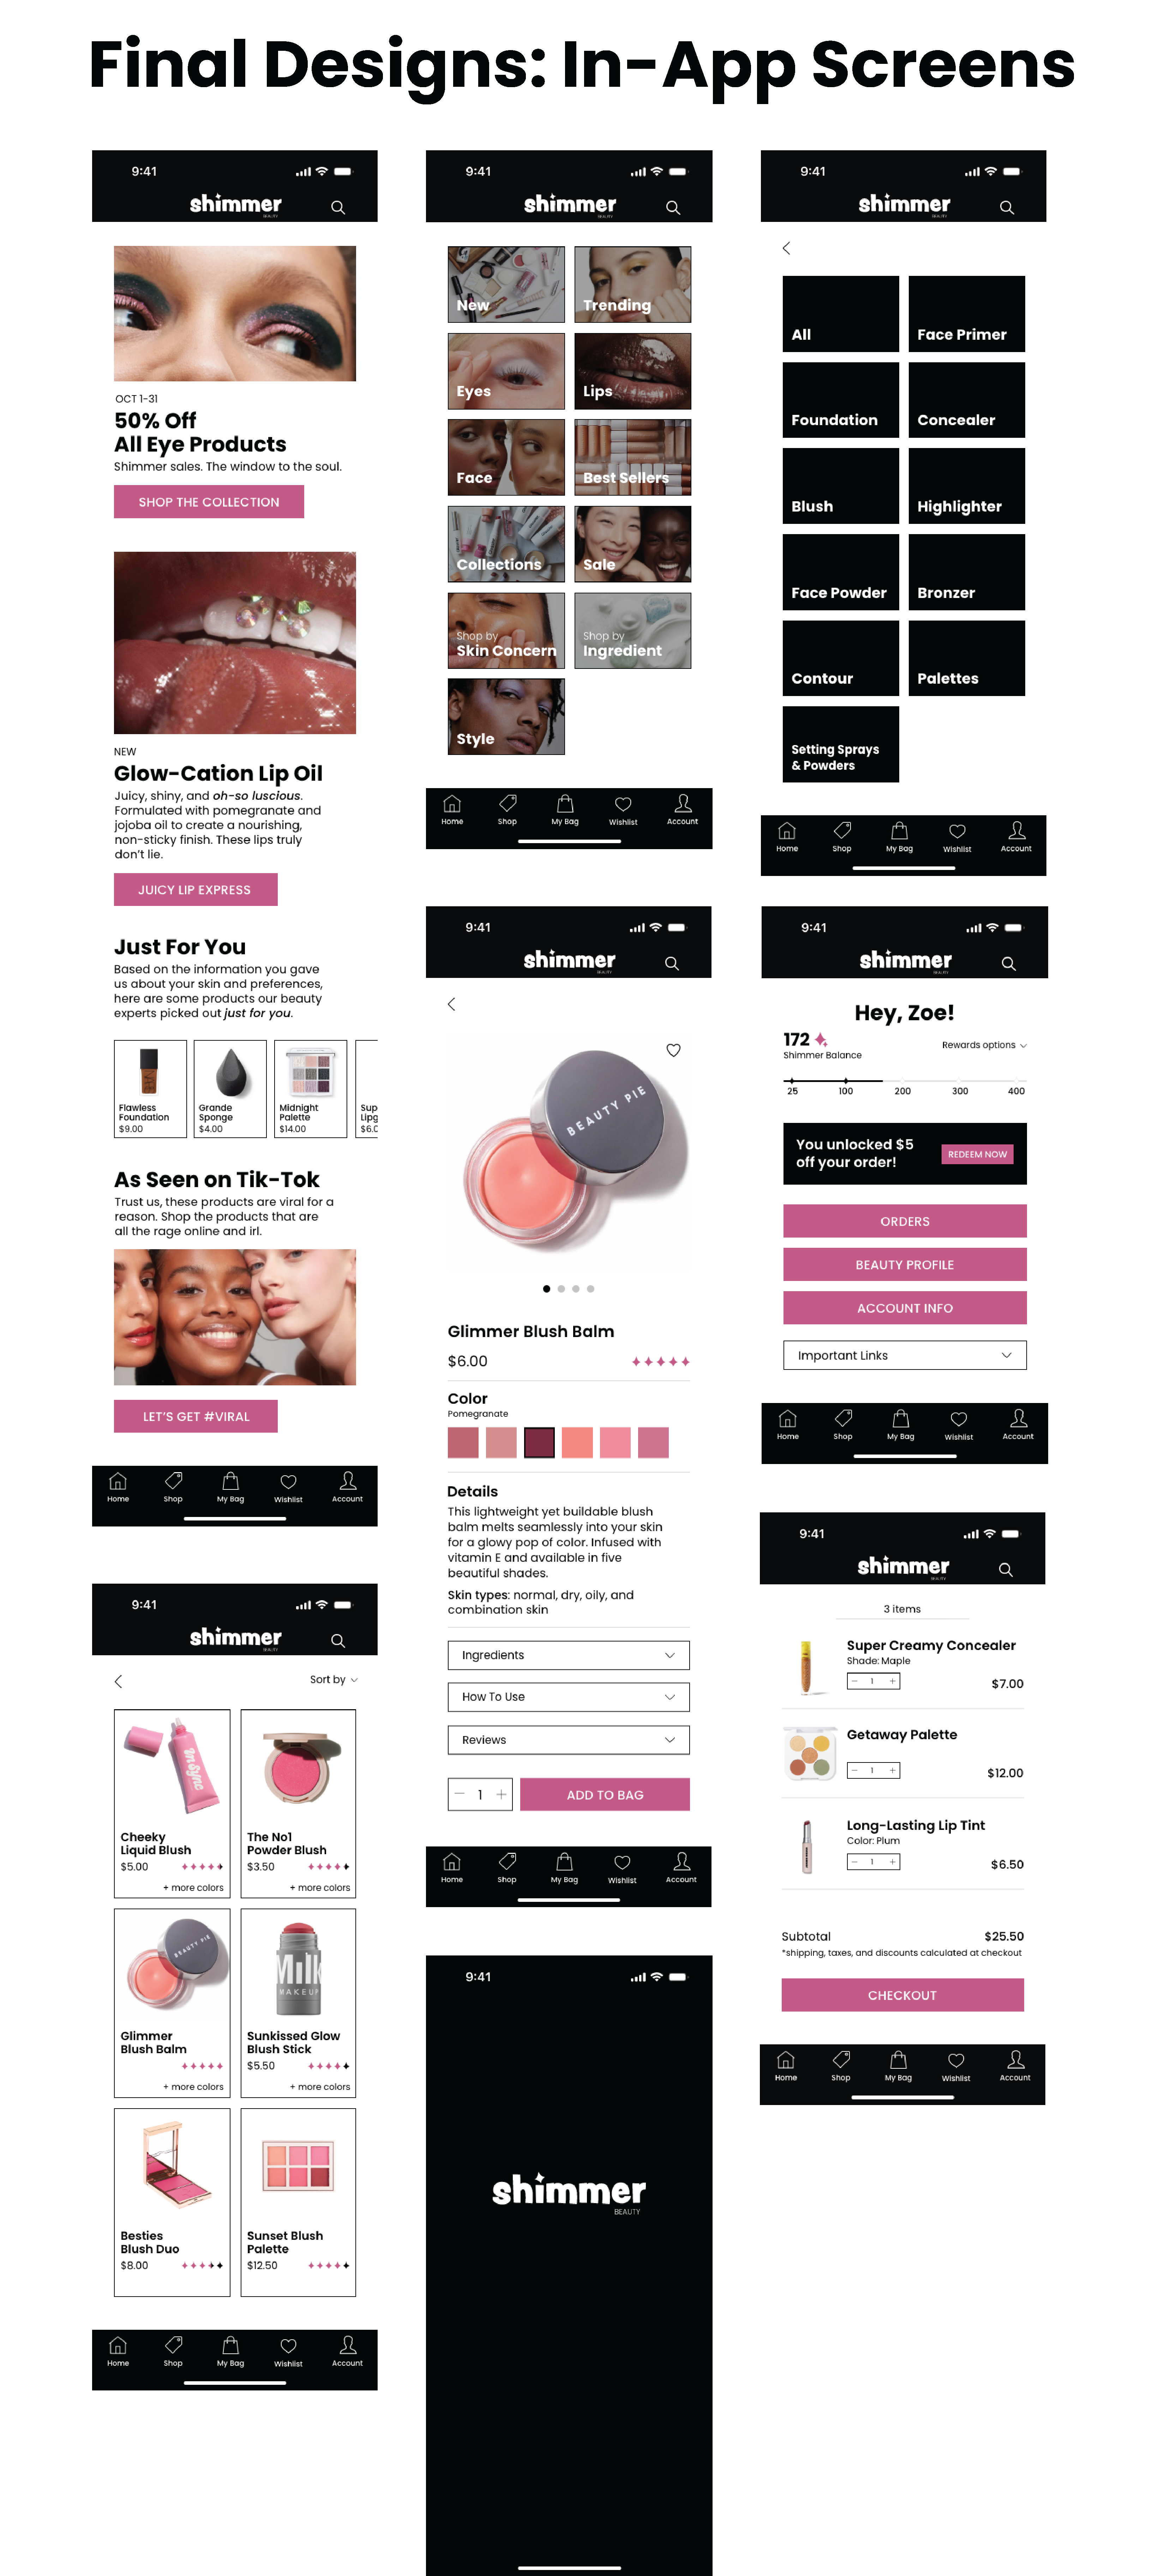 Final Designs: In-App Screens
9:41
shimmer
BEAUTY
OCT 1-31
50% Off
All Eye Products
Shimmer sales. The window to the soul.
SHOP THE COLLECTION
NEW
Glow-Cation Lip Oil
Juicy, shiny, and oh-so luscious.
Formulated with pomegranate and
jojoba oil to create a nourishing,
non-sticky finish. These lips truly
don't lie.
JUICY LIP EXPRESS
Just For You
Based on the information you gave
us about your skin and preferences,
here are some products our beauty
experts picked out just for you.
Flawless
Foundation
$9.00
Grande
Sponge
$4.00
Midnight
Palette
$14.00
Sup
Lipg
$6.0
As Seen on Tik-Tok
Trust us, these products are viral for a
reason. Shop the products that are
all the rage online and irl.
LET'S GET #VIRAL
Home Shop My Bag Wishlist Account
9:41
shimmer
Sort by
insync
Cheeky
Liquid Blush
$5.00
+ more colors
The No1
Powder Blush
$3.50
+ more colors
BEAUTY PIE
Glimmer
Blush Balm
+ more colors
Milk
MAKEUP
Sunkissed Glow
Blush Stick
$5.50
+ more colors
Besties
Blush Duo
$8.00
Sunset Blush
Palette
$12.50
Home Shop My Bag Wishlist Account
9:41
shimmer
BEAUTY
New
Trending
Eyes
Lips
Face
Best Sellers
Collections
Sale
Shop by
Skin Concern
Shop by
Ingredient
Style
Home Shop My Bag Wishlist Account
9:41
shimmer
BEAUTY
BEAUTY PIE
Glimmer Blush Balm
$6.00
Color
Pomegranate
Details
This lightweight yet buildable blush
balm melts seamlessly into your skin
for a glowy pop of color. Infused with
vitamin E and available in five
beautiful shades.
Skin types: normal, dry, oily, and
combination skin
Ingredients
How To Use
Reviews
− 1 +
ADD TO BAG
Home Shop My Bag Wishlist Account
9:41
shimmer
BEAUTY
9:41
shimmer
BEAUTY
All
Face Primer
Foundation
Concealer
Blush
Highlighter
Face Powder
Bronzer
Contour
Palettes
Setting Sprays
& Powders
Home Shop My Bag Wishlist Account
9:41
shimmer
BEAUTY
Hey, Zoe!
172
Shimmer Balance
Rewards options
25 100 200 300 400
You unlocked $5
off your order!
REDEEM NOW
ORDERS
BEAUTY PROFILE
ACCOUNT INFO
Important Links
Home Shop My Bag Wishlist Account
9:41
shimmer
BEAUTY
3 items
Super Creamy Concealer
Shade: Maple
− 1 +
$7.00
Getaway Palette
− 1 +
$12.00
Long-Lasting Lip Tint
Color: Plum
− 1 +
$6.50
Subtotal
$25.50
*shipping, taxes, and discounts calculated at checkout
CHECKOUT
Home Shop My Bag Wishlist Account